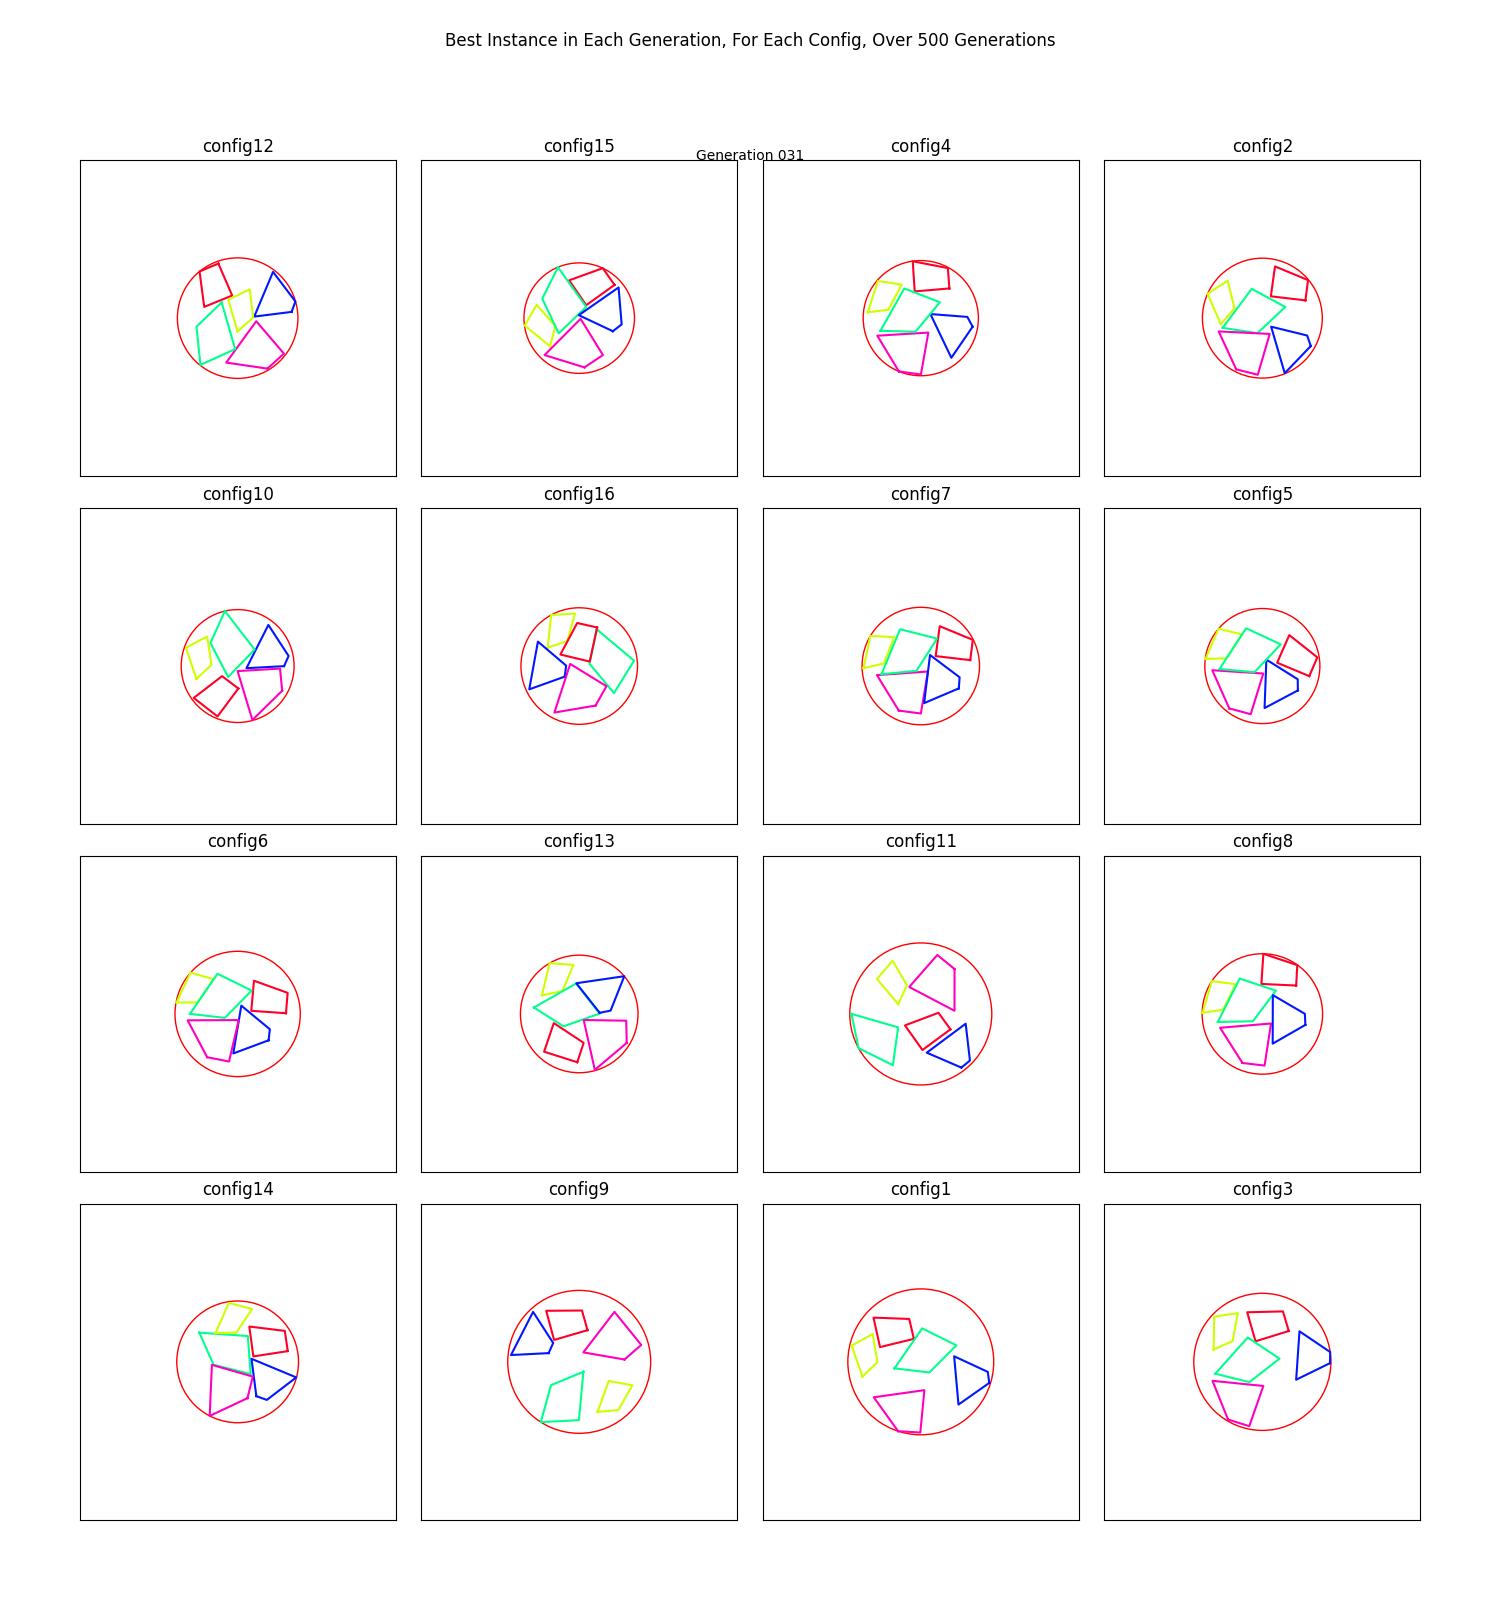 Best Instance in Each Generation, For Each Config, Over 500 Generations
Generation 031
config12
config15
config4
config2
config10
config16
config7
config5
config6
config13
config11
config8
config14
config9
config1
config3